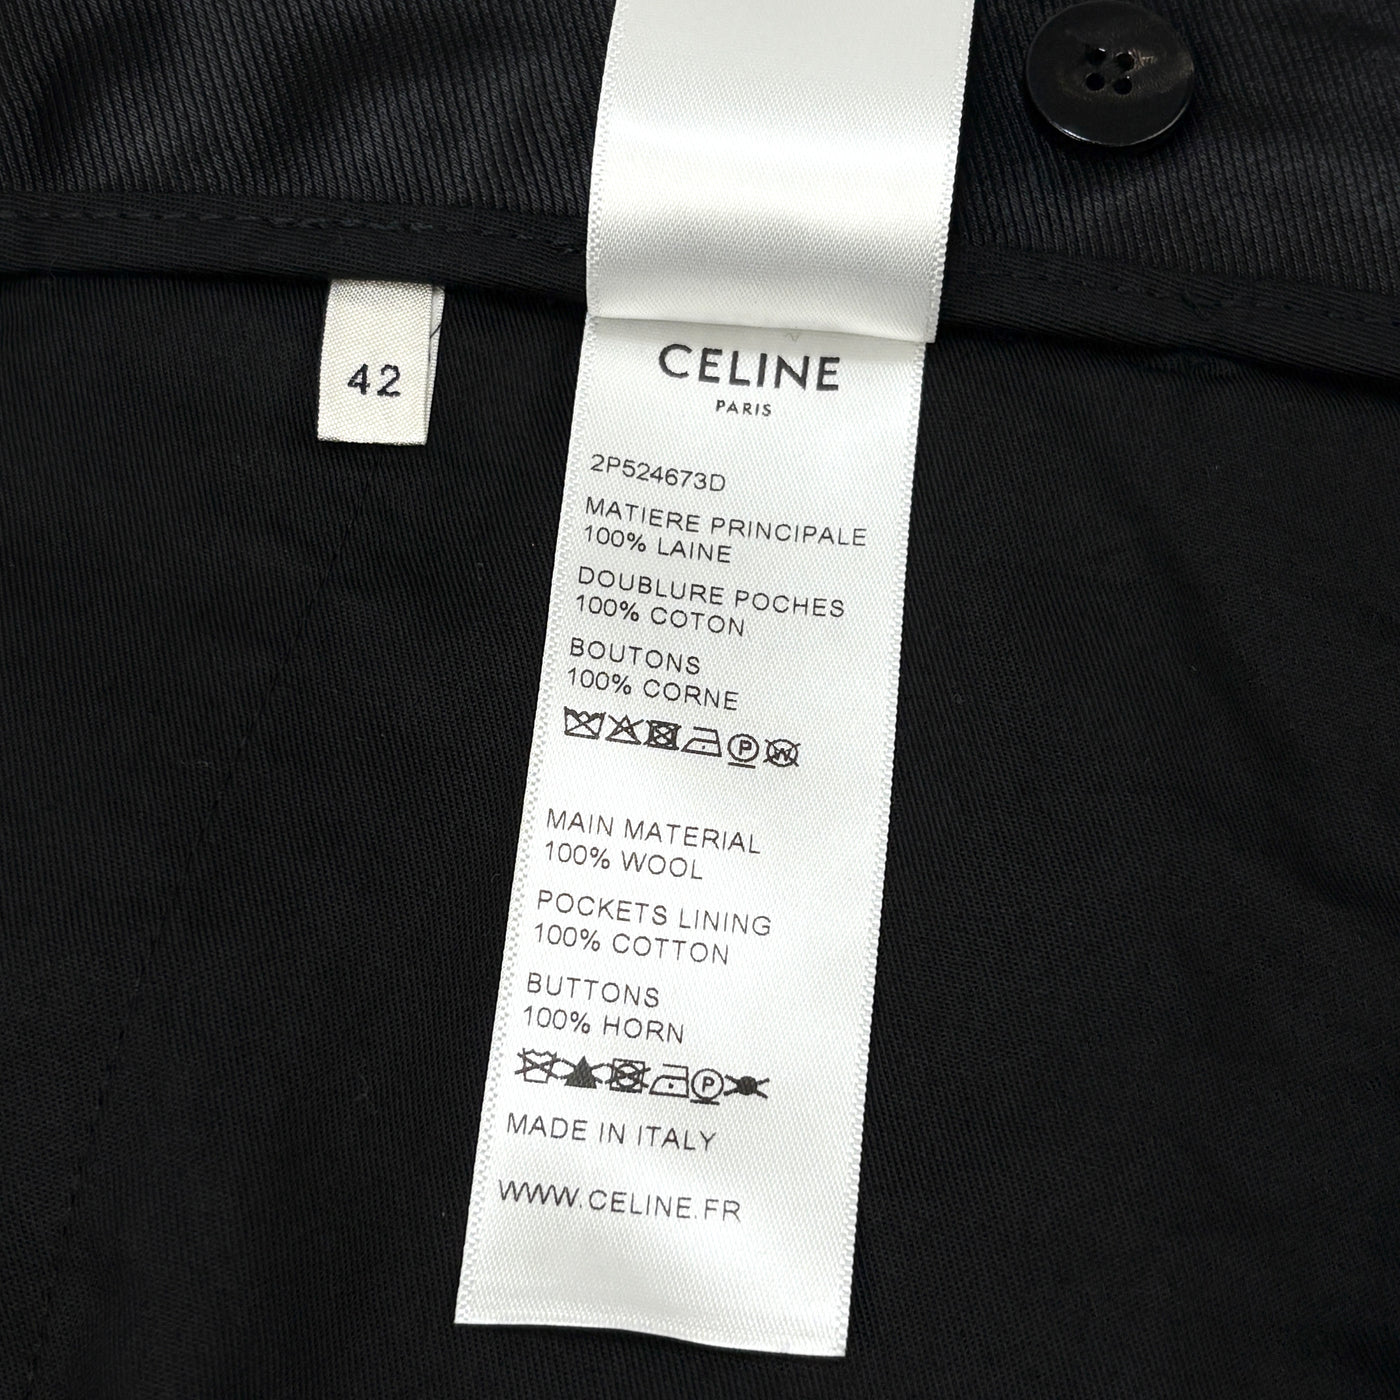 42
CELINE
PARIS
2P524673D
MATIERE PRINCIPALE
100% LAINE
DOUBLURE POCHES
100% COTON
BOUTONS
100% CORNE
P W
MAIN MATERIAL
100% WOOL
POCKETS LINING
100% COTTON
BUTTONS
100% HORN
P
MADE IN ITALY
WWW.CELINE.FR